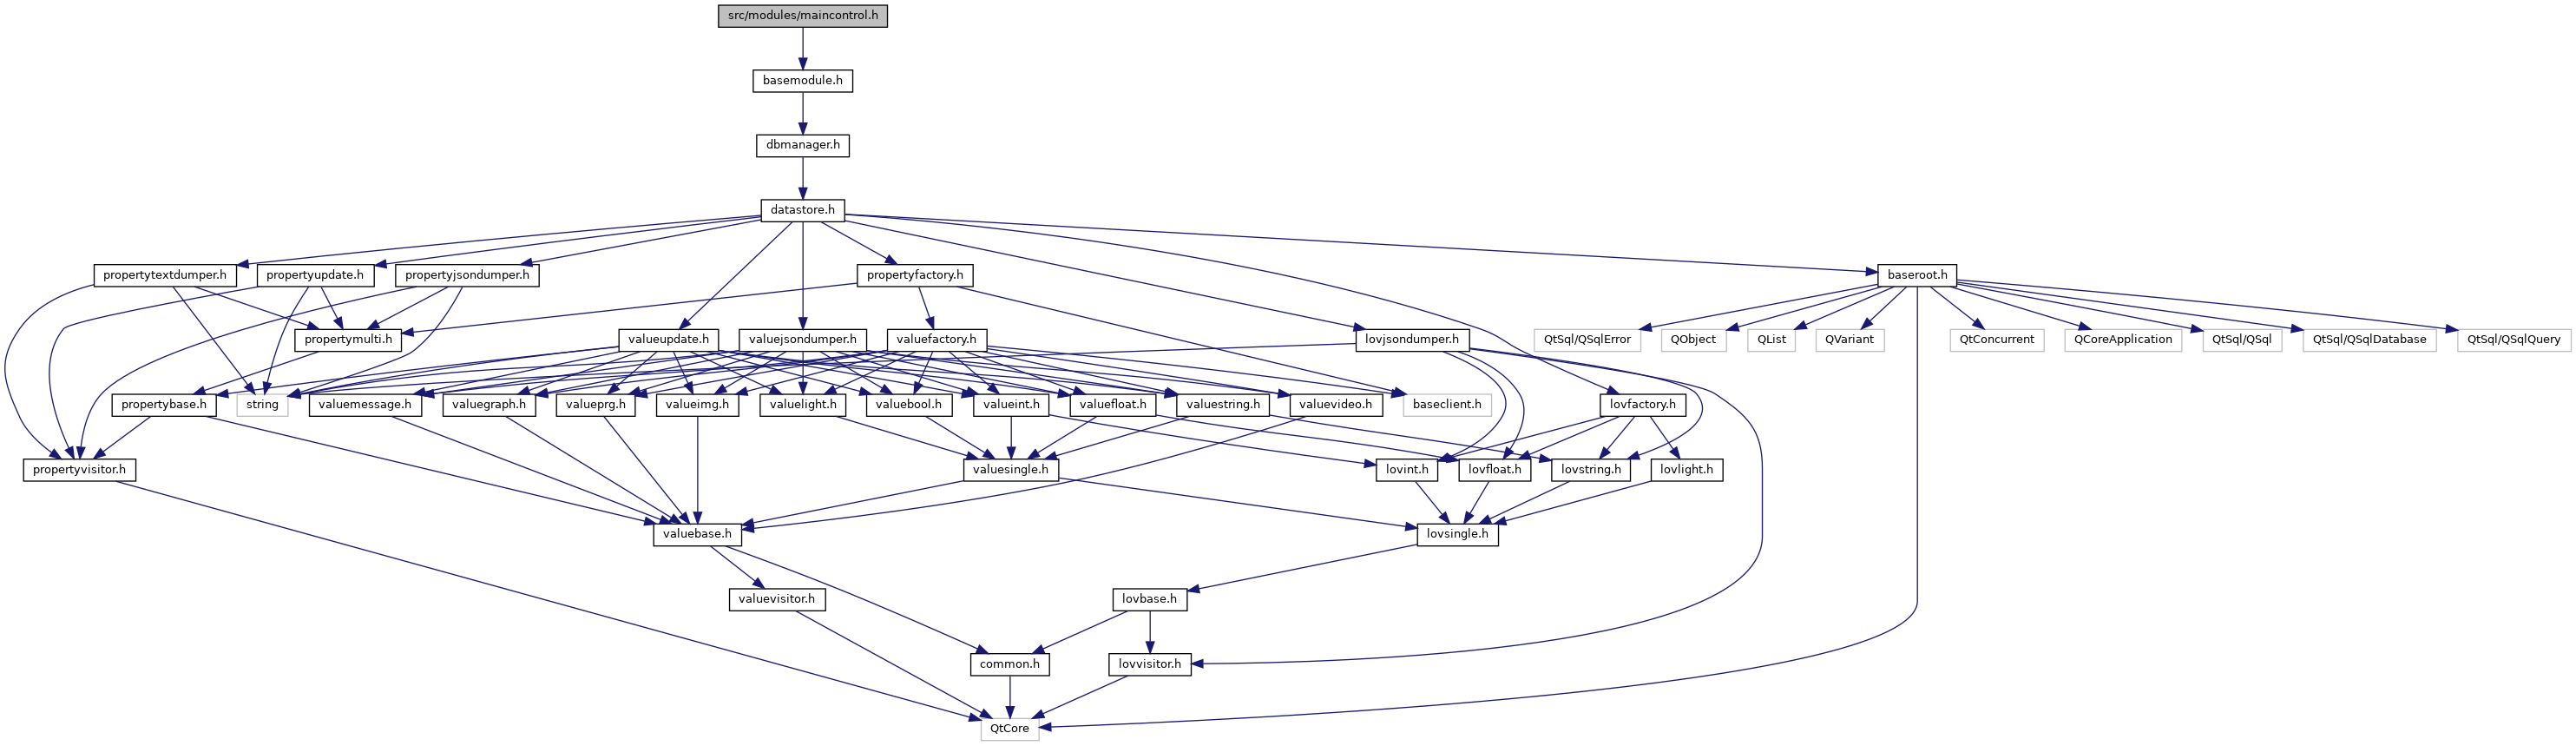 src/modules/maincontrol.h
basemodule.h
dbmanager.h
datastore.h
propertytextdumper.h
propertyupdate.h
propertyjsondumper.h
propertyfactory.h
baseroot.h
propertymulti.h
valueupdate.h
valuejsondumper.h
valuefactory.h
lovjsondumper.h
QtSql/QSqlError
QObject
QList
QVariant
QtConcurrent
QCoreApplication
QtSql/QSql
QtSql/QSqlDatabase
QtSql/QSqlQuery
propertybase.h
string
valuemessage.h
valuegraph.h
valueprg.h
valueimg.h
valuelight.h
valuebool.h
valueint.h
valuefloat.h
valuestring.h
valuevideo.h
baseclient.h
lovfactory.h
propertyvisitor.h
valuesingle.h
lovint.h
lovfloat.h
lovstring.h
lovlight.h
valuebase.h
lovsingle.h
valuevisitor.h
lovbase.h
common.h
lovvisitor.h
QtCore